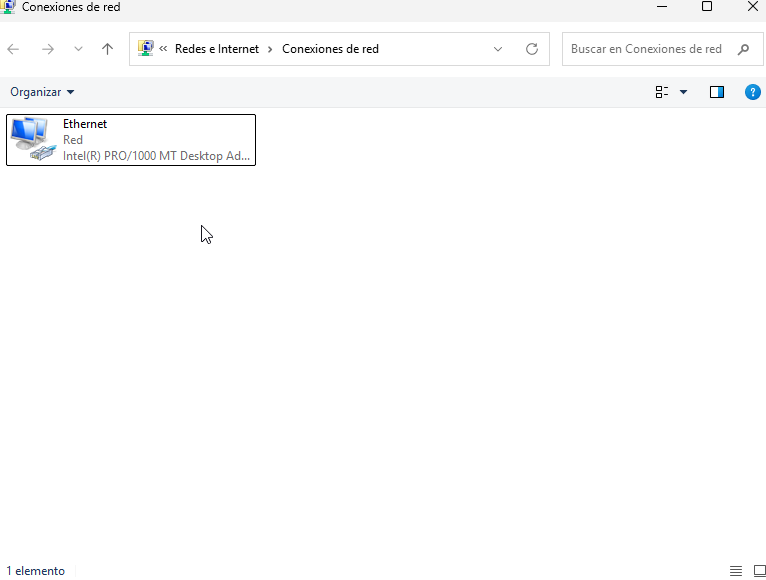 Conexiones de red
« Redes e Internet › Conexiones de red
Buscar en Conexiones de red
Organizar
?
Ethernet
Red
Intel(R) PRO/1000 MT Desktop Ad...
1 elemento